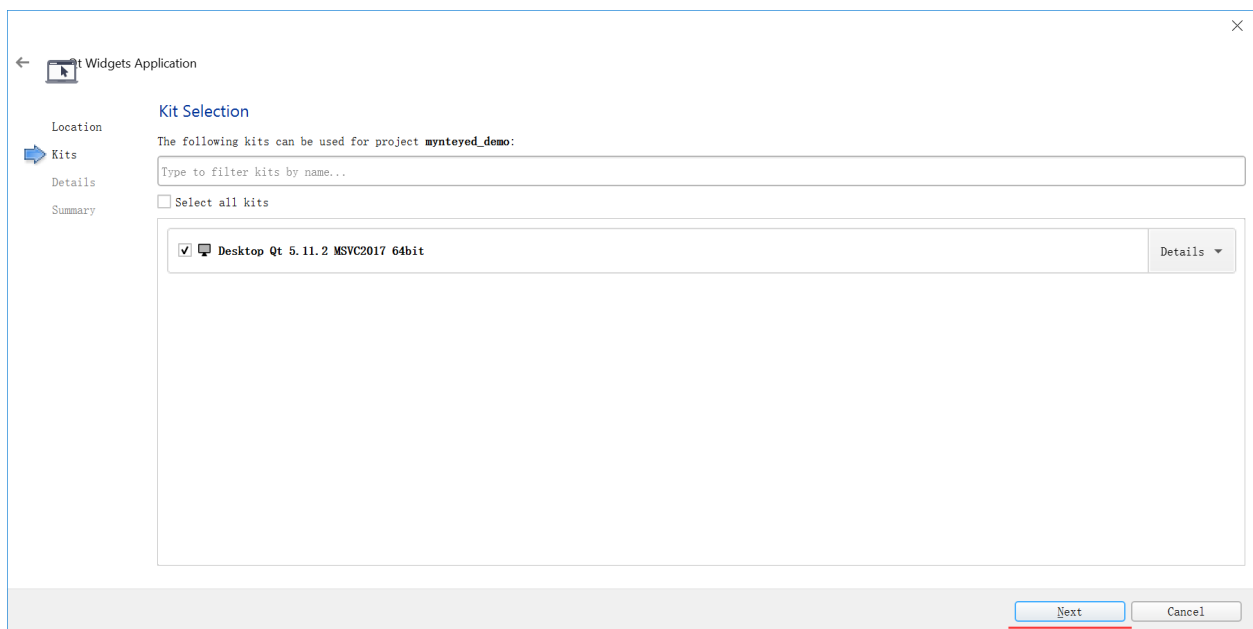 Qt Widgets Application
Location
Kits
Details
Summary
Kit Selection
The following kits can be used for project mynteyed_demo:
Type to filter kits by name...
Select all kits
Desktop Qt 5.11.2 MSVC2017 64bit
Details
Next
Cancel